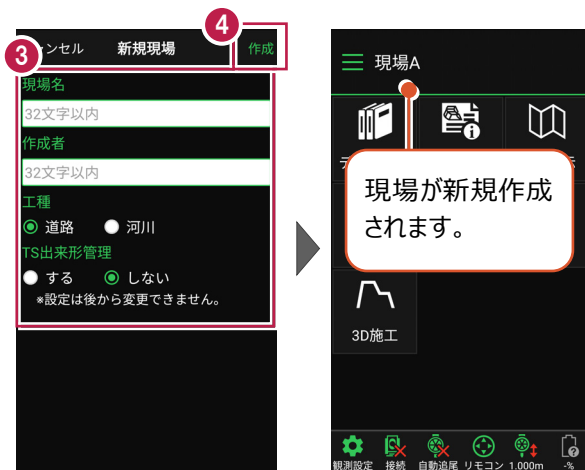 3
4
ンセル
新規現場
作成
現場名
32文字以内
作成者
32文字以内
工種
道路
河川
TS出来形管理
する
しない
※設定は後から変更できません。
現場A
現場が新規作成
されます。
3D施工
観測設定
接続
自動追尾
リモコン
1.000m
-%